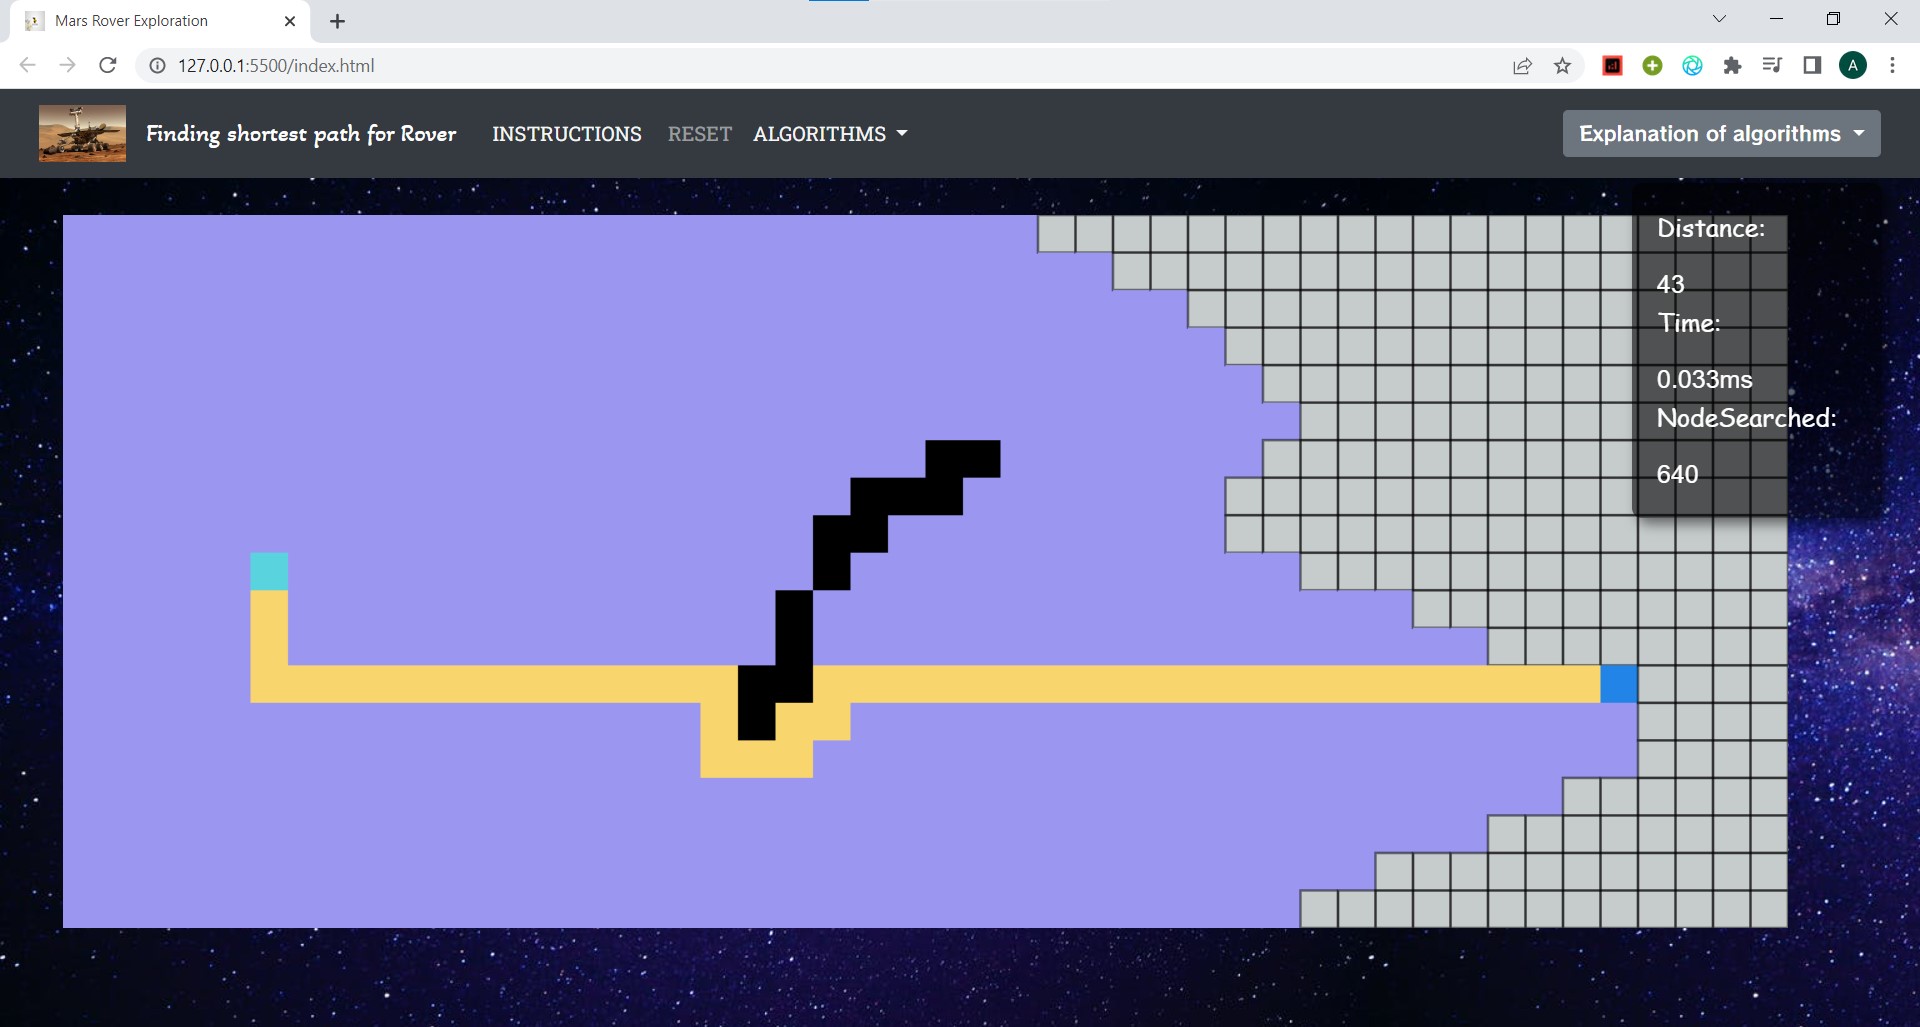 Mars Rover Exploration
127.0.0.1:5500/index.html
A
Finding shortest path for Rover INSTRUCTIONS RESET ALGORITHMS Explanation of algorithms
Distance:
43
Time:
0.033ms
NodeSearched:
640